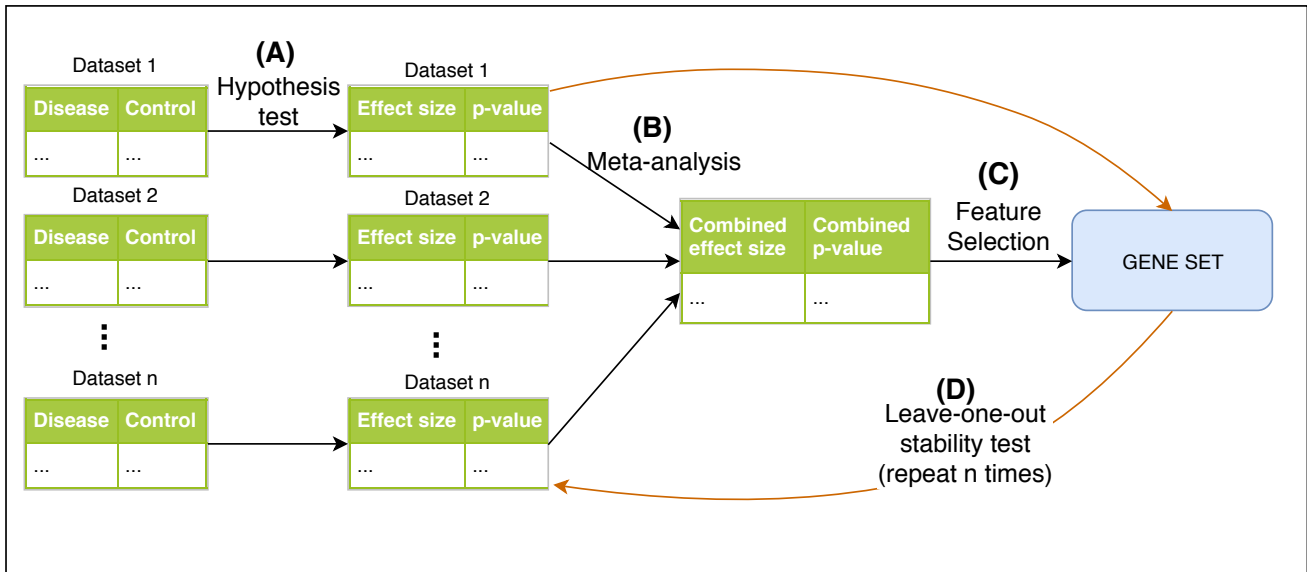 Dataset 1
Disease Control
... ...
(A)
Hypothesis
test
Dataset 1
Effect size p-value
... ...
(B)
Meta-analysis
Dataset 2
Disease Control
... ...
Dataset 2
Effect size p-value
... ...
Combined
effect size
Combined
p-value
... ...
(C)
Feature
Selection
GENE SET
Dataset n
Disease Control
... ...
Dataset n
Effect size p-value
... ...
(D)
Leave-one-out
stability test
(repeat n times)